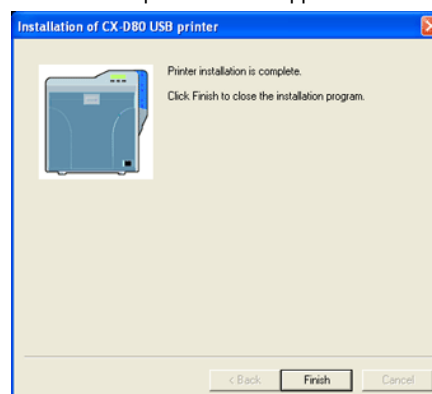 Installation of CX-D80 USB printer
Printer installation is complete.
Click Finish to close the installation program.
< Back Finish Cancel